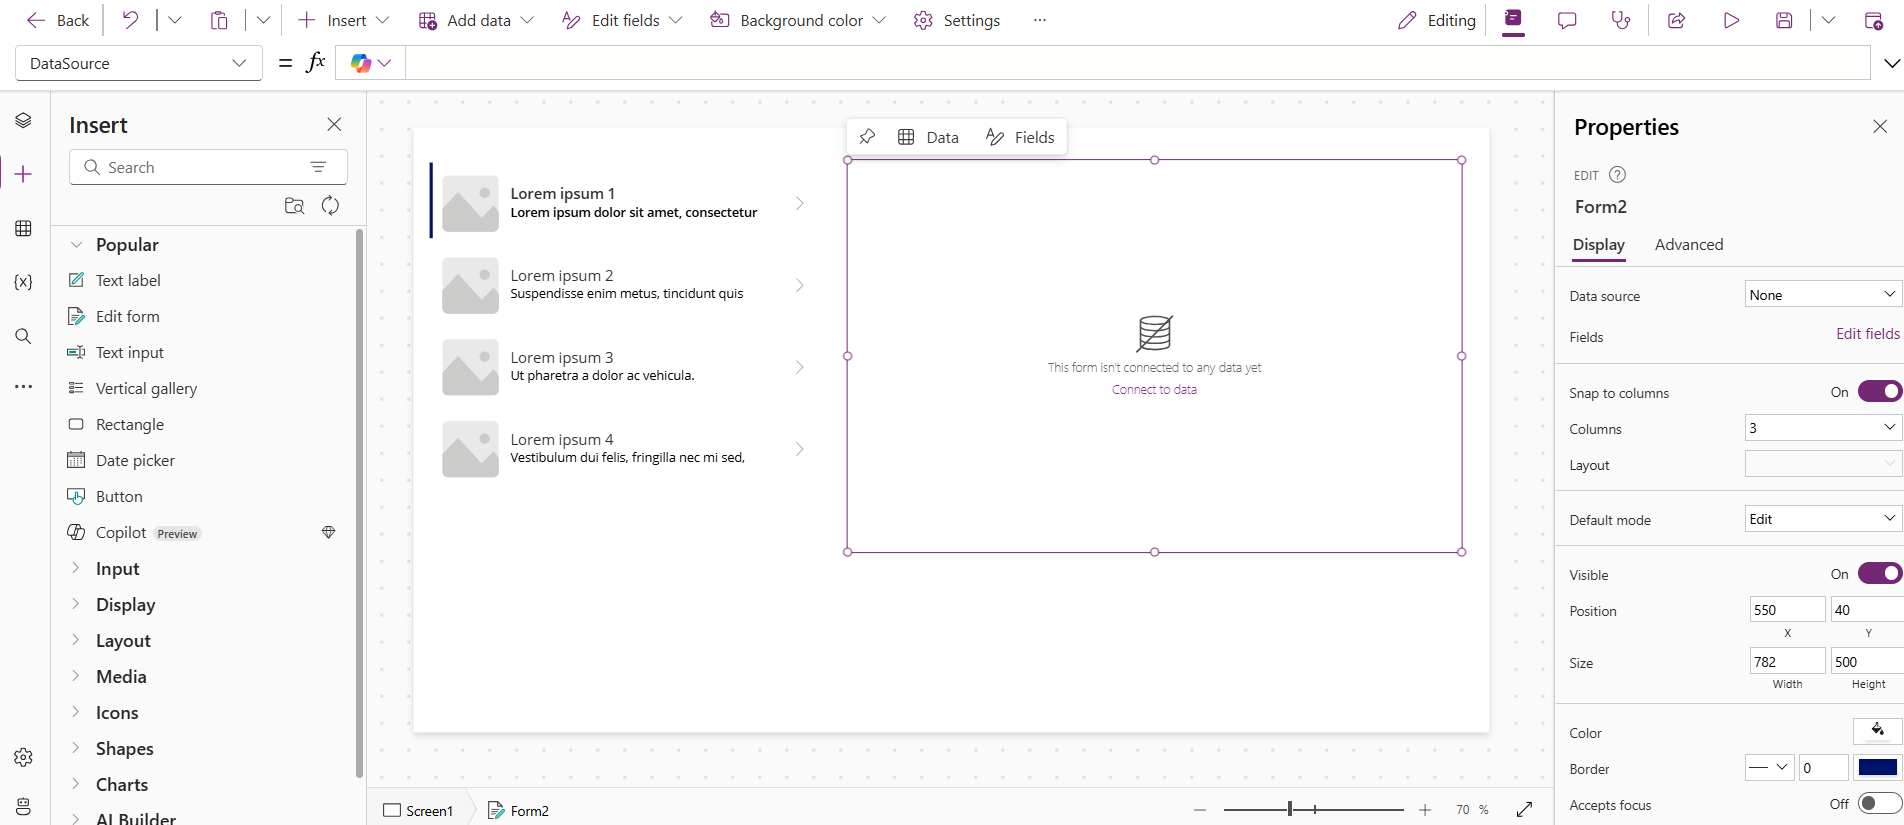 Back Insert Add data Edit fields Background color Settings ... Editing
DataSource = fx
Insert
Search
Popular
Text label
Edit form
Text input
Vertical gallery
Rectangle
Date picker
Button
Copilot Preview
Input
Display
Layout
Media
Icons
Shapes
Charts
AI Builder
{x}
Data Fields
Lorem ipsum 1
Lorem ipsum dolor sit amet, consectetur
Lorem ipsum 2
Suspendisse enim metus, tincidunt quis
Lorem ipsum 3
Ut pharetra a dolor ac vehicula.
Lorem ipsum 4
Vestibulum dui felis, fringilla nec mi sed,
This form isn't connected to any data yet
Connect to data
Screen1 Form2
70 %
Properties
EDIT ?
Form2
Display Advanced
Data source None
Fields Edit fields
Snap to columns On
Columns 3
Layout
Default mode Edit
Visible On
Position 550 40
X Y
Size 782 500
Width Height
Color
Border 0
Accepts focus Off